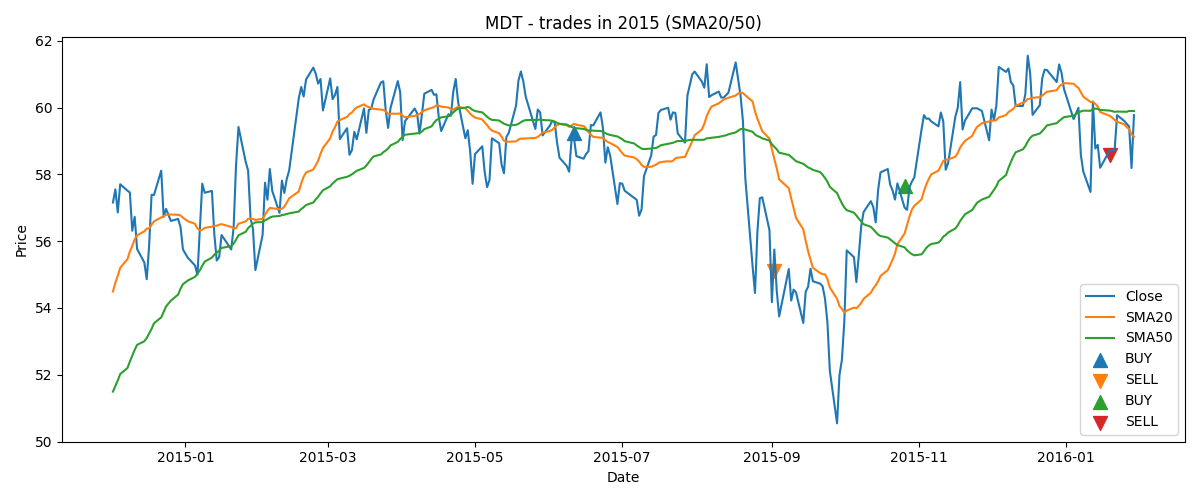 MDT - trades in 2015 (SMA20/50)
62
60
58
56
54
52
50
Price
2015-01
2015-03
2015-05
2015-07
2015-09
2015-11
2016-01
Date
Close
SMA20
SMA50
BUY
SELL
BUY
SELL